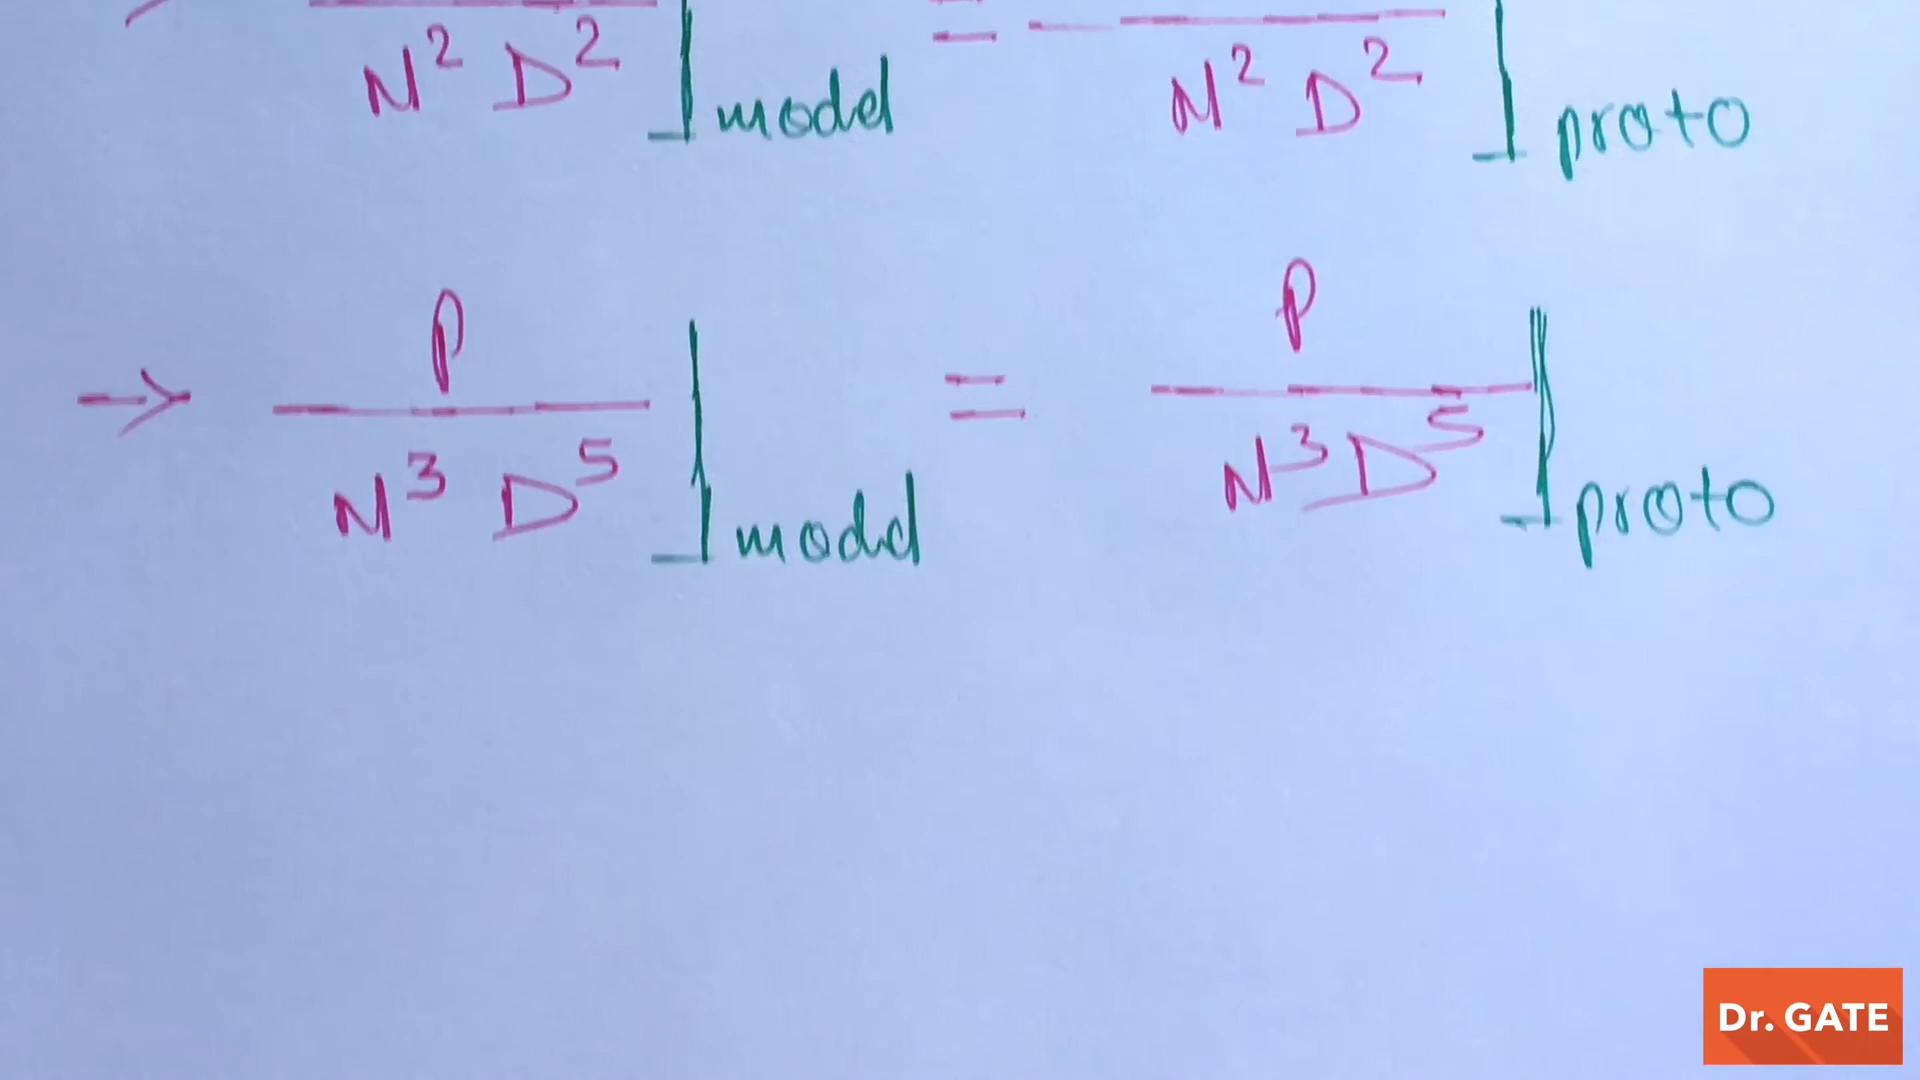 N² D² model = N² D² proto
→ P / N³ D⁵ model = P / N³ D⁵ proto
Dr. GATE